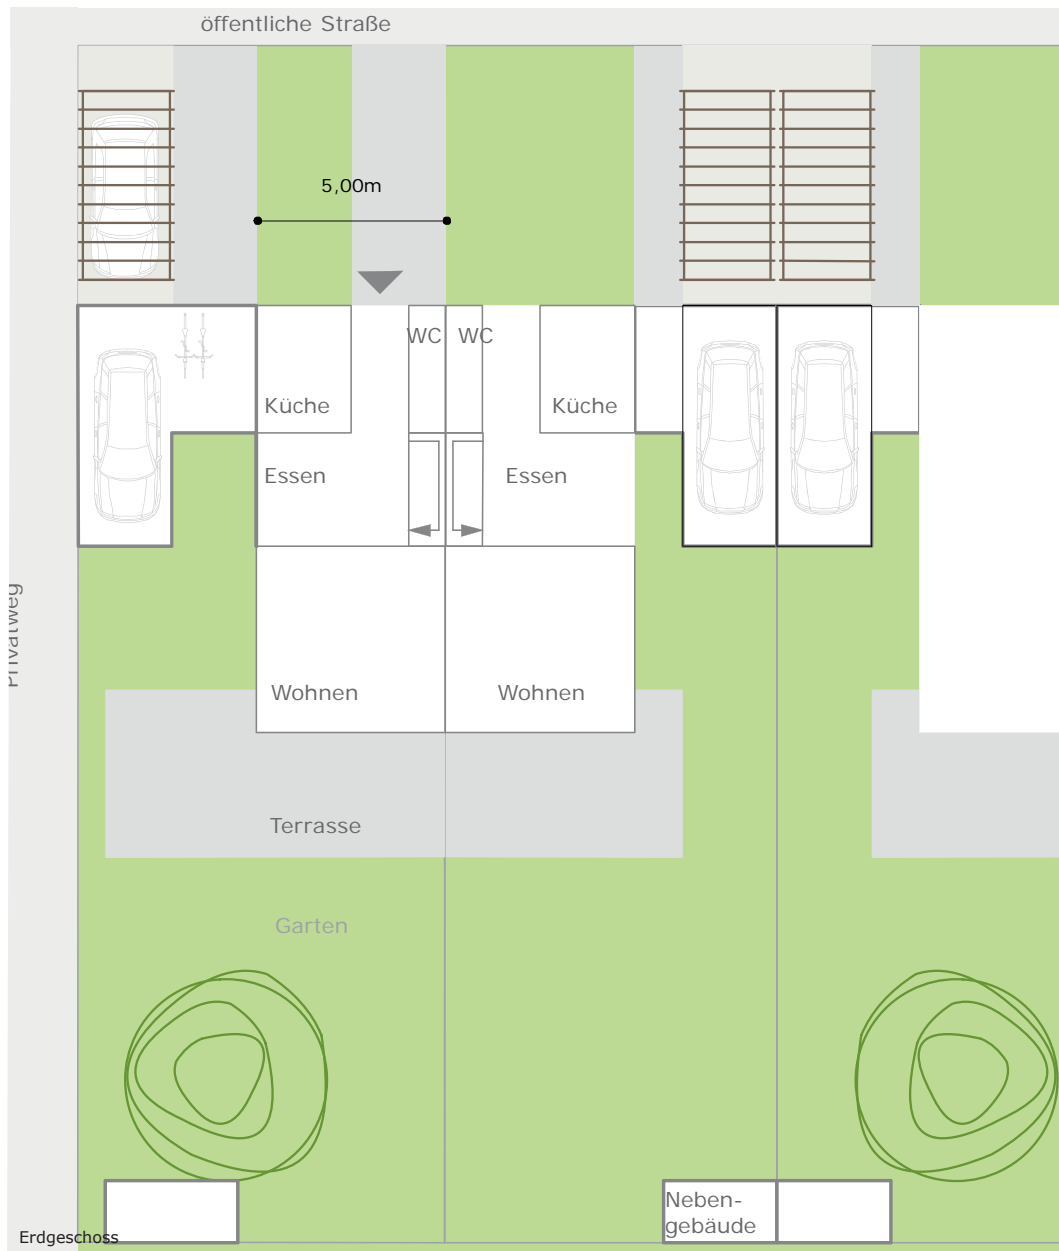 öffentliche Straße
5,00m
WC WC
Küche Küche
Essen Essen
Privatweg
Wohnen Wohnen
Terrasse
Garten
Neben-
gebäude
Erdgeschoss